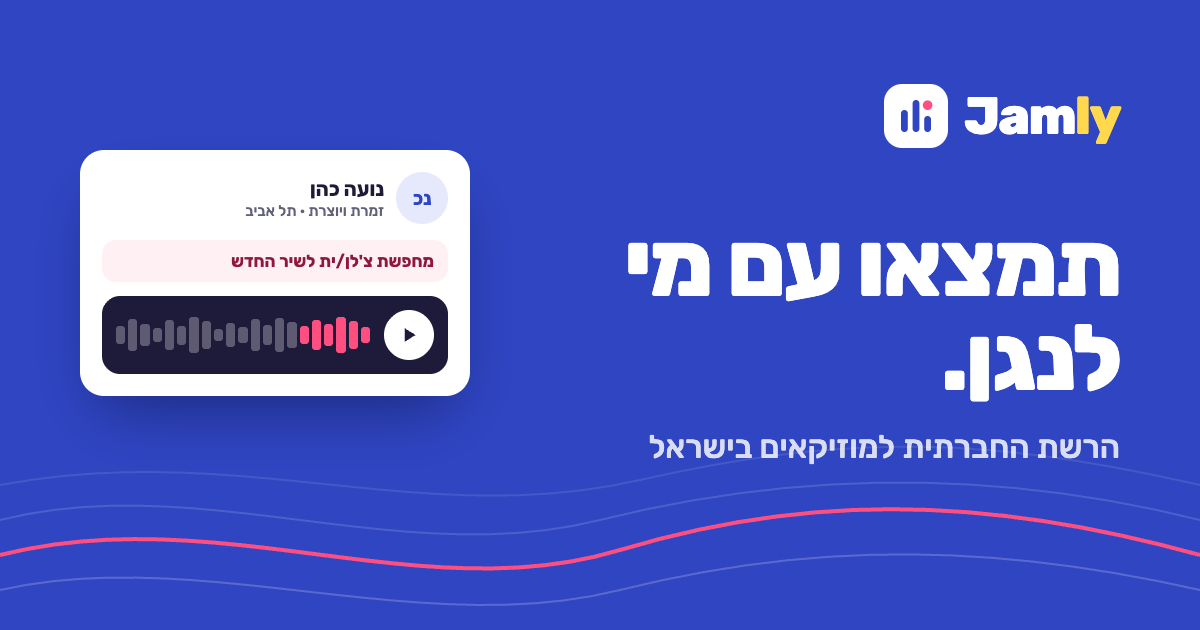 Jamly
תמצאו עם מי
לנגן.
הרשת החברתית למוזיקאים בישראל
נכ
נועה כהן
זמרת ויוצרת • תל אביב
מחפשת צ'לן/ית לשיר החדש